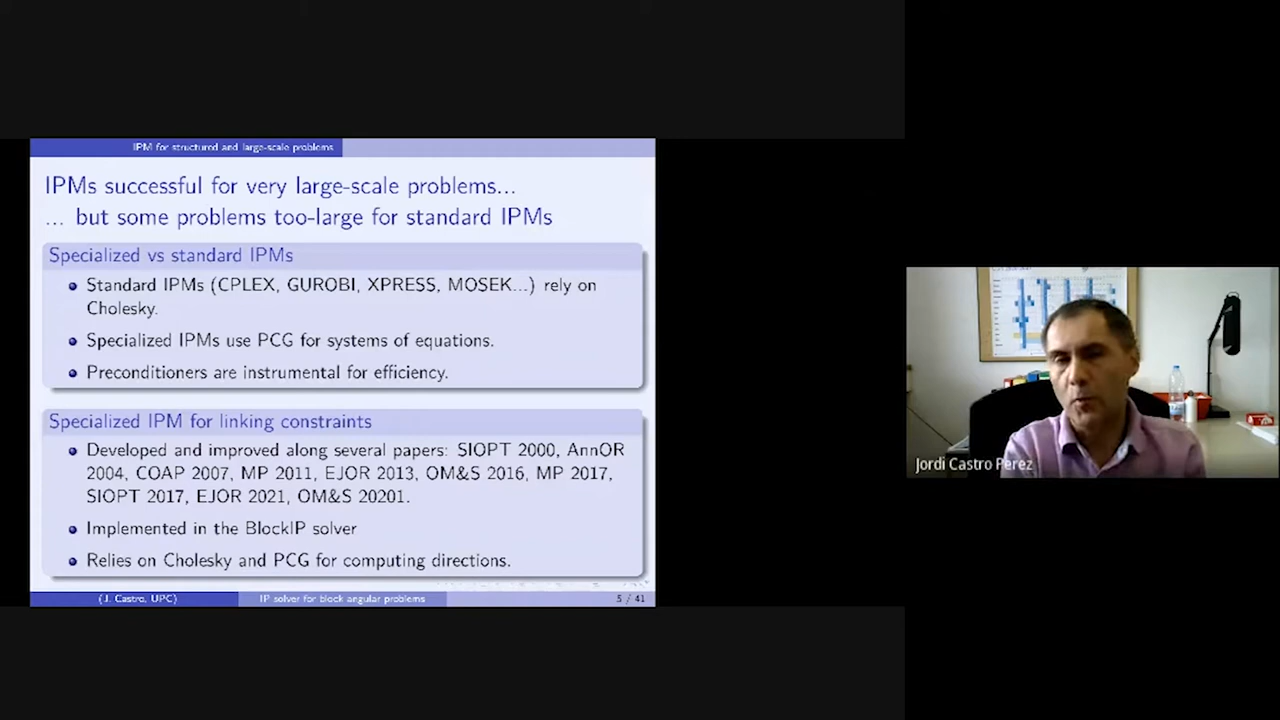 IPM for structured and large-scale problems
IPMs successful for very large-scale problems...
... but some problems too-large for standard IPMs
Specialized vs standard IPMs
Standard IPMs (CPLEX, GUROBI, XPRESS, MOSEK...) rely on
Cholesky.
Specialized IPMs use PCG for systems of equations.
Preconditioners are instrumental for efficiency.
Specialized IPM for linking constraints
Developed and improved along several papers: SIOPT 2000, AnnOR
2004, COAP 2007, MP 2011, EJOR 2013, OM&S 2016, MP 2017,
SIOPT 2017, EJOR 2021, OM&S 20201.
Implemented in the BlockIP solver
Relies on Cholesky and PCG for computing directions.
(J. Castro, UPC)
IP solver for block angular problems
5 / 41
Jordi Castro Perez